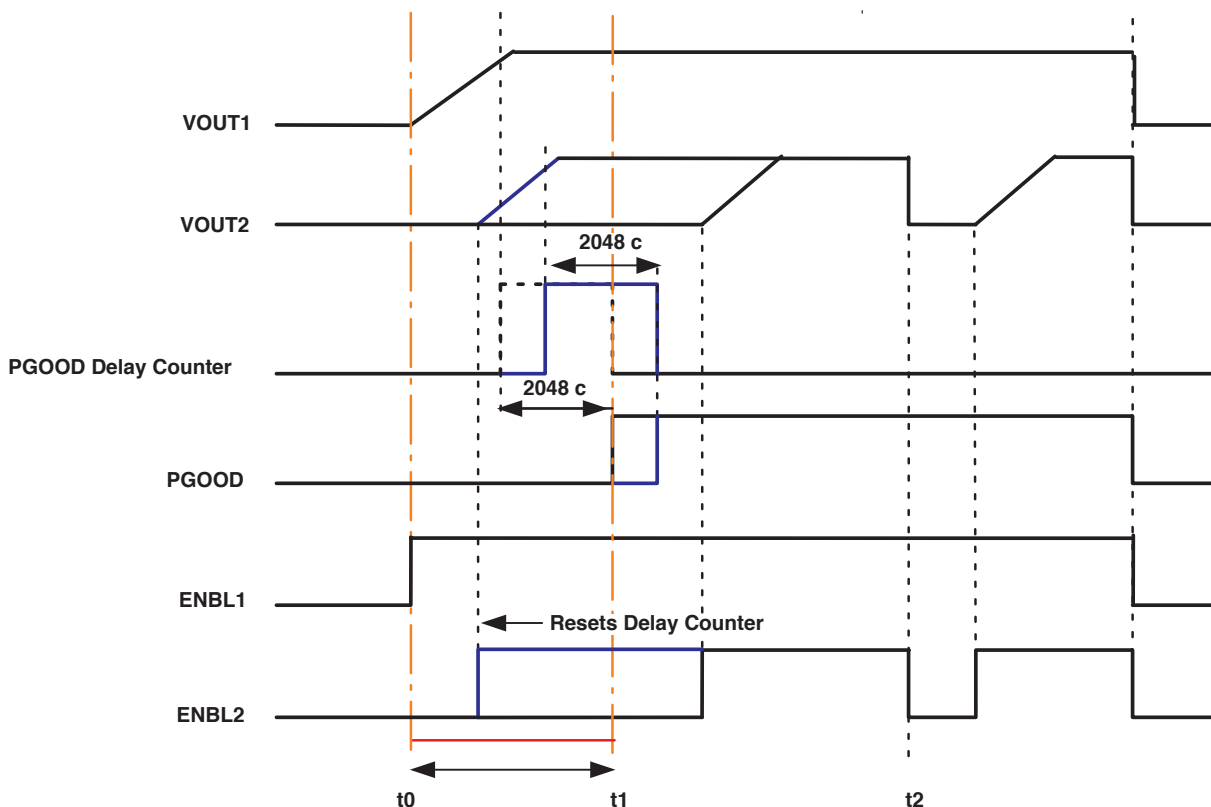 VOUT1
VOUT2
2048 c
PGOOD Delay Counter
2048 c
PGOOD
ENBL1
Resets Delay Counter
ENBL2
t0 t1 t2